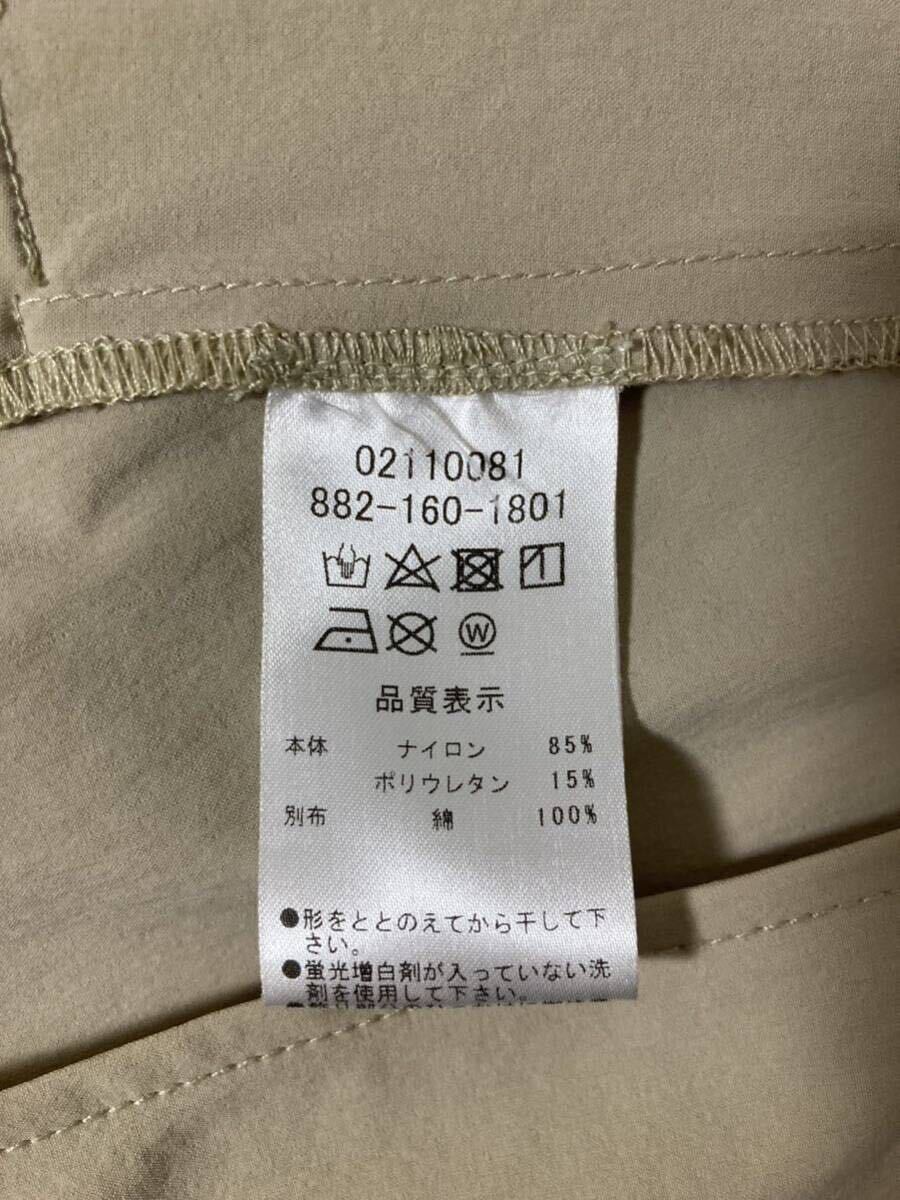 02110081
882-160-1801
W
品質表示
本体 ナイロン 85%
ポリウレタン 15%
別布 綿 100%
●形をととのえてから干して下
さい。
●蛍光増白剤が入っていない洗
剤を使用して下さい。